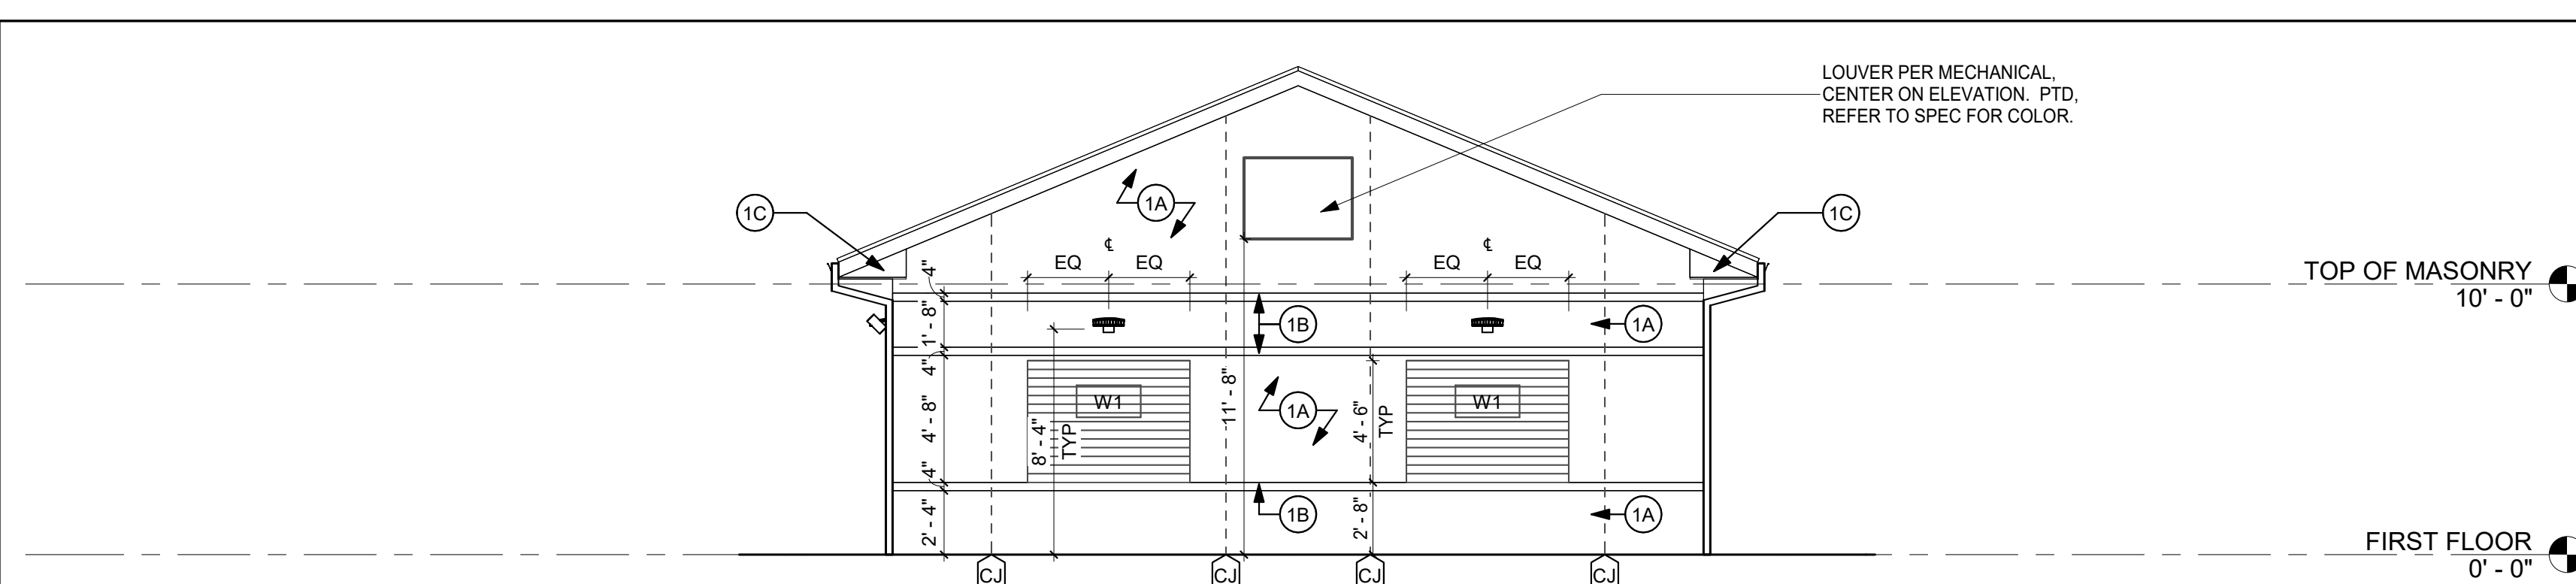 LOUVER PER MECHANICAL,
CENTER ON ELEVATION. PTD,
REFER TO SPEC FOR COLOR.
1A
1C
1C
℄
℄
EQ
EQ
EQ
EQ
TOP OF MASONRY
10' - 0"
4"
1' - 8"
1B
1A
4"
W1
W1
4' - 8"
8' - 4"
TYP
11' - 8"
1A
4' - 6"
TYP
4"
2' - 4"
1B
2' - 8"
1A
FIRST FLOOR
0' - 0"
CJ
CJ
CJ
CJ